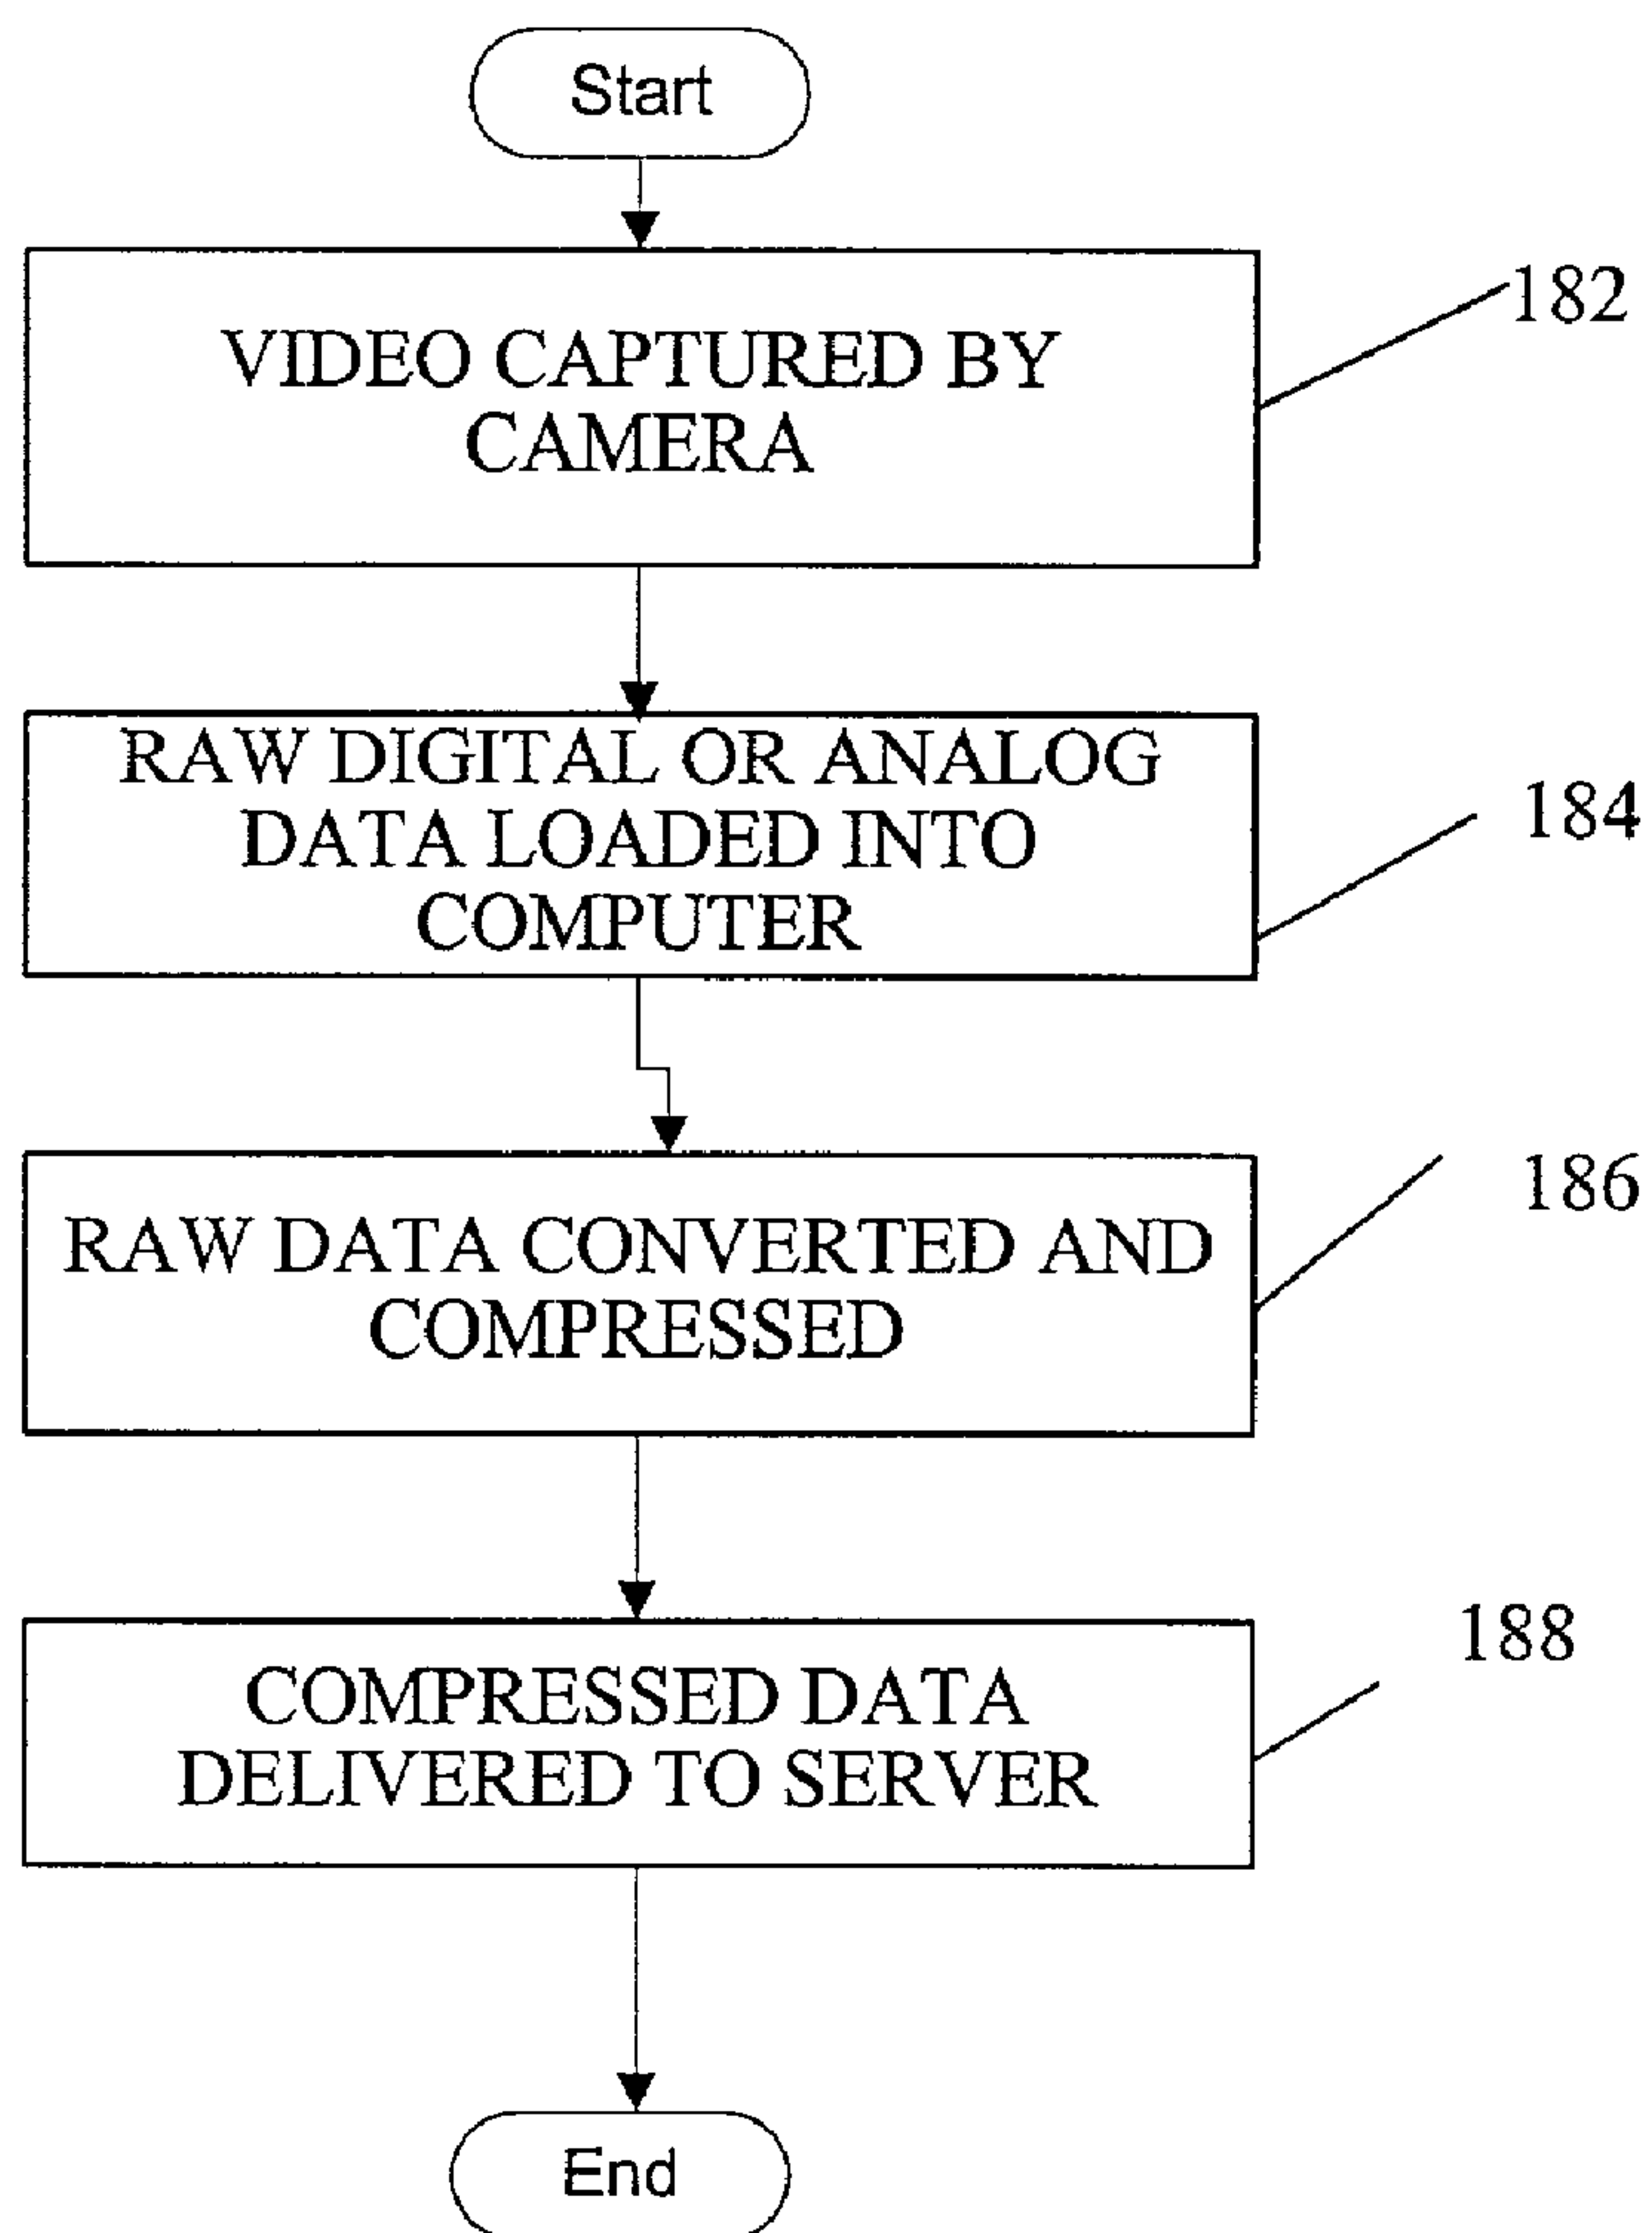 Start
VIDEO CAPTURED BY
CAMERA
182
RAW DIGITAL OR ANALOG
DATA LOADED INTO
COMPUTER
184
RAW DATA CONVERTED AND
COMPRESSED
186
COMPRESSED DATA
DELIVERED TO SERVER
188
End